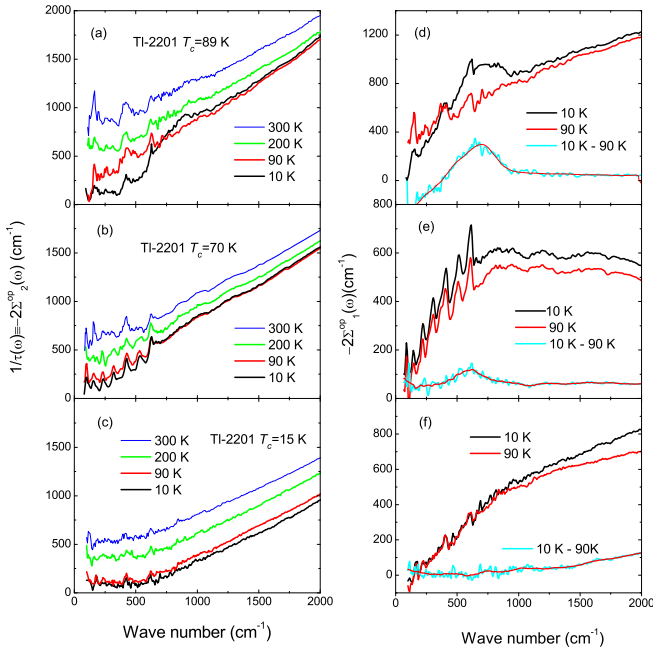 (a)
Tl-2201 Tc=89 K
2000
1500
1000
500
0
300 K
200 K
90 K
10 K
(b)
Tl-2201 Tc=70 K
1500
1000
500
0
300 K
200 K
90 K
10 K
(c)
Tl-2201 Tc=15 K
1500
1000
500
0
300 K
200 K
90 K
10 K
0 500 1000 1500 2000
Wave number (cm-1)
1/τ(ω)=-2Σop2(ω) (cm-1)
(d)
1200
800
400
0
10 K
90 K
10 K - 90 K
(e)
800
600
400
200
0
10 K
90 K
10 K - 90 K
(f)
800
600
400
200
0
10 K
90 K
10 K - 90K
0 500 1000 1500 2000
Wave number (cm-1)
-2Σop1(ω)(cm-1)